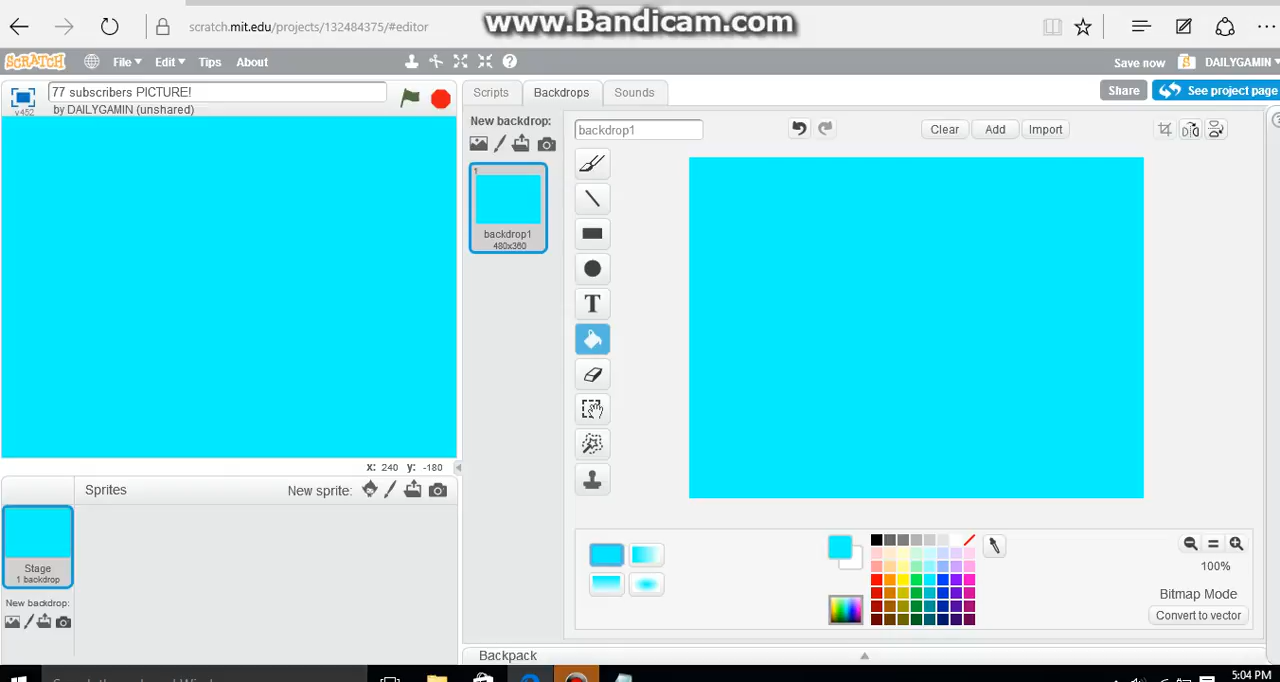 www.Bandicam.com
scratch.mit.edu/projects/132484375/#editor
SCRATCH
File Edit Tips About
Save now
S
DAILYGAMIN
v452
77 subscribers PICTURE!
by DAILYGAMIN (unshared)
Scripts
Backdrops
Sounds
Share
See project page
New backdrop:
backdrop1
Clear
Add
Import
1
backdrop1
480x360
T
x: 240 y: -180
Sprites
New sprite:
Stage
1 backdrop
New backdrop:
100%
Bitmap Mode
Convert to vector
Backpack
5:04 PM